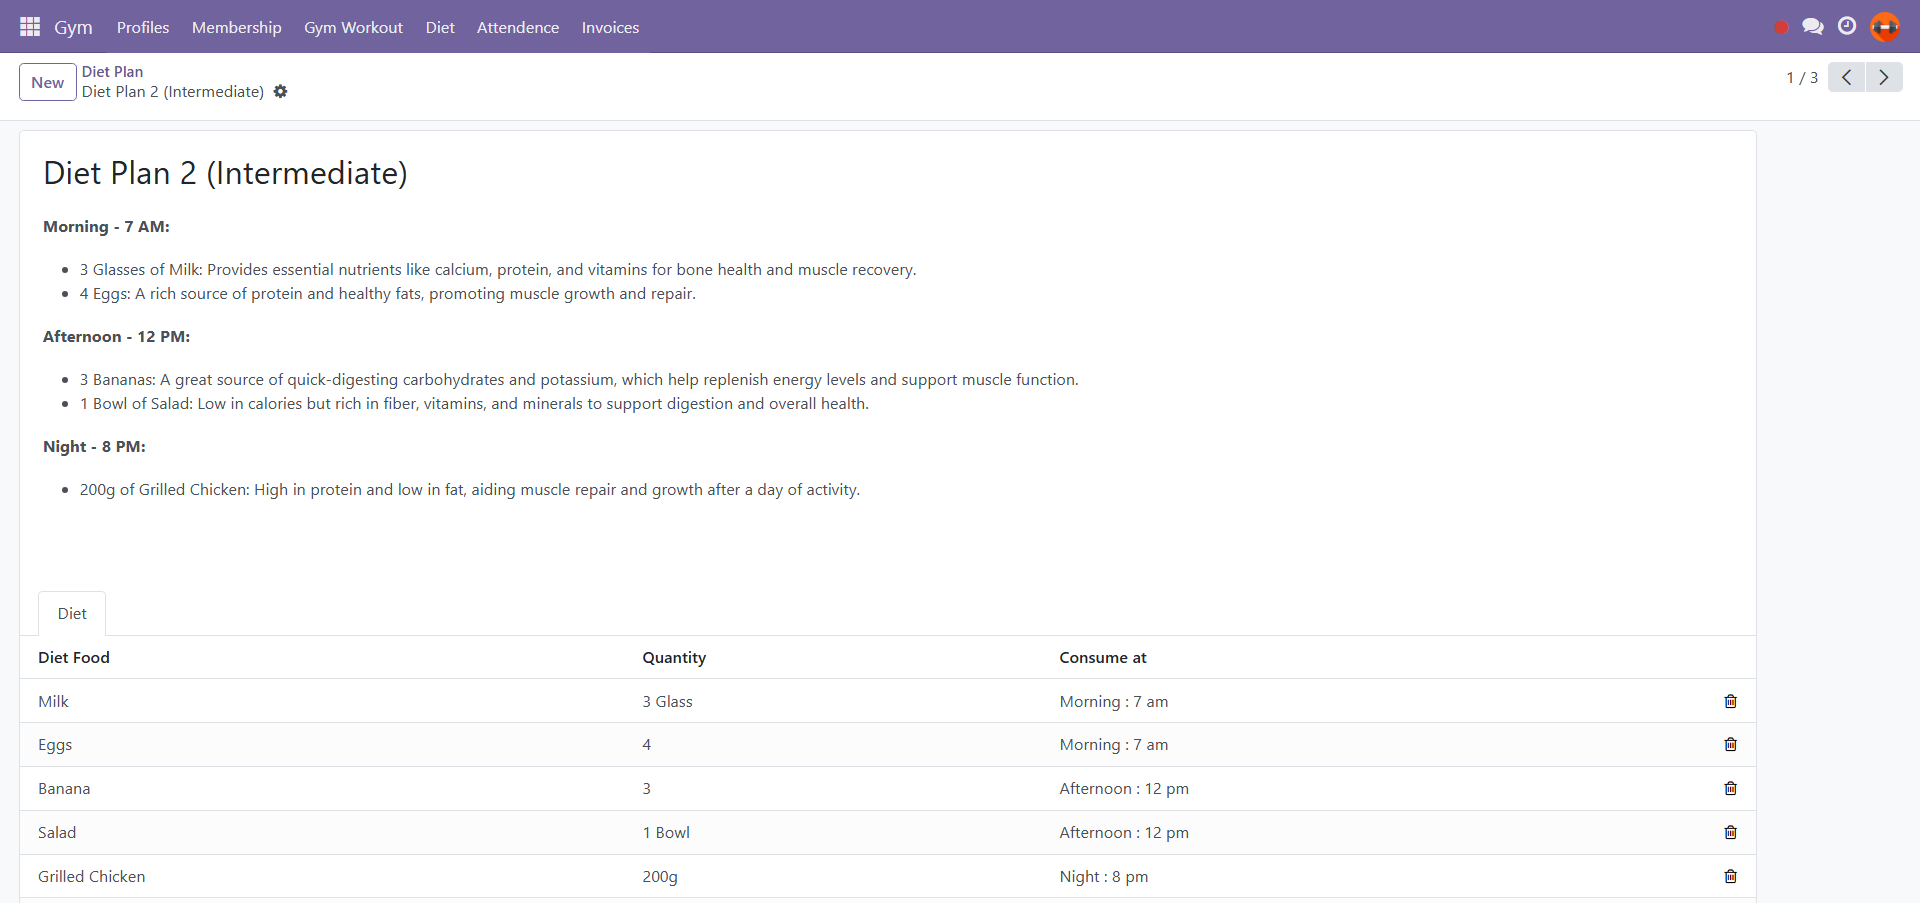 Gym Profiles Membership Gym Workout Diet Attendence Invoices
New
Diet Plan
Diet Plan 2 (Intermediate)
1 / 3
Diet Plan 2 (Intermediate)
Morning - 7 AM:
3 Glasses of Milk: Provides essential nutrients like calcium, protein, and vitamins for bone health and muscle recovery.
4 Eggs: A rich source of protein and healthy fats, promoting muscle growth and repair.
Afternoon - 12 PM:
3 Bananas: A great source of quick-digesting carbohydrates and potassium, which help replenish energy levels and support muscle function.
1 Bowl of Salad: Low in calories but rich in fiber, vitamins, and minerals to support digestion and overall health.
Night - 8 PM:
200g of Grilled Chicken: High in protein and low in fat, aiding muscle repair and growth after a day of activity.
Diet
Diet Food Quantity Consume at
Milk 3 Glass Morning : 7 am
Eggs 4 Morning : 7 am
Banana 3 Afternoon : 12 pm
Salad 1 Bowl Afternoon : 12 pm
Grilled Chicken 200g Night : 8 pm